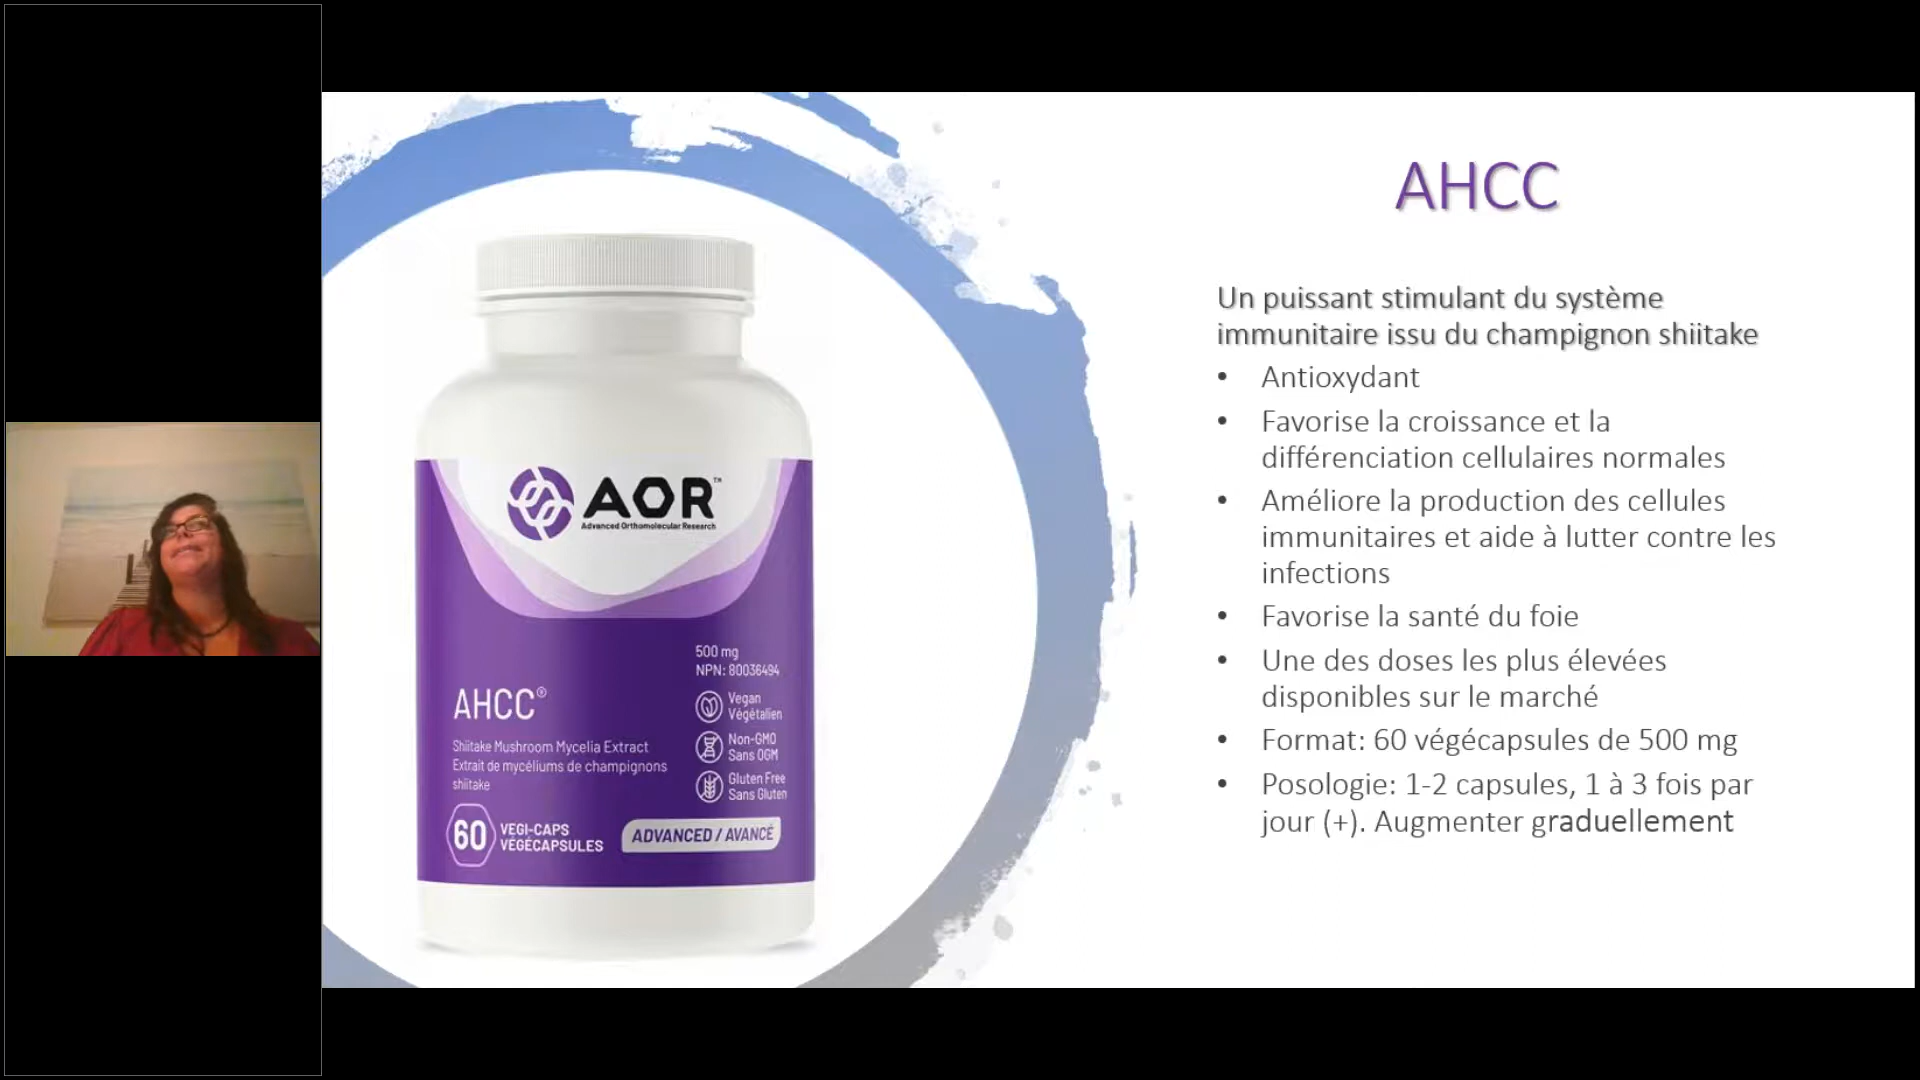 AOR™
Advanced Orthomolecular Research
500 mg
NPN: 80036494
Vegan
Végétalien
Non-GMO
Sans OGM
Gluten Free
Sans Gluten
AHCC®
Shiitake Mushroom Mycelia Extract
Extrait de mycéliums de champignons
shiitake
60
VEGI-CAPS
VÉGÉCAPSULES
ADVANCED / AVANCÉ
AHCC
Un puissant stimulant du système
immunitaire issu du champignon shiitake
• Antioxydant
• Favorise la croissance et la
différenciation cellulaires normales
• Améliore la production des cellules
immunitaires et aide à lutter contre les
infections
• Favorise la santé du foie
• Une des doses les plus élevées
disponibles sur le marché
• Format: 60 végécapsules de 500 mg
• Posologie: 1-2 capsules, 1 à 3 fois par
jour (+). Augmenter graduellement